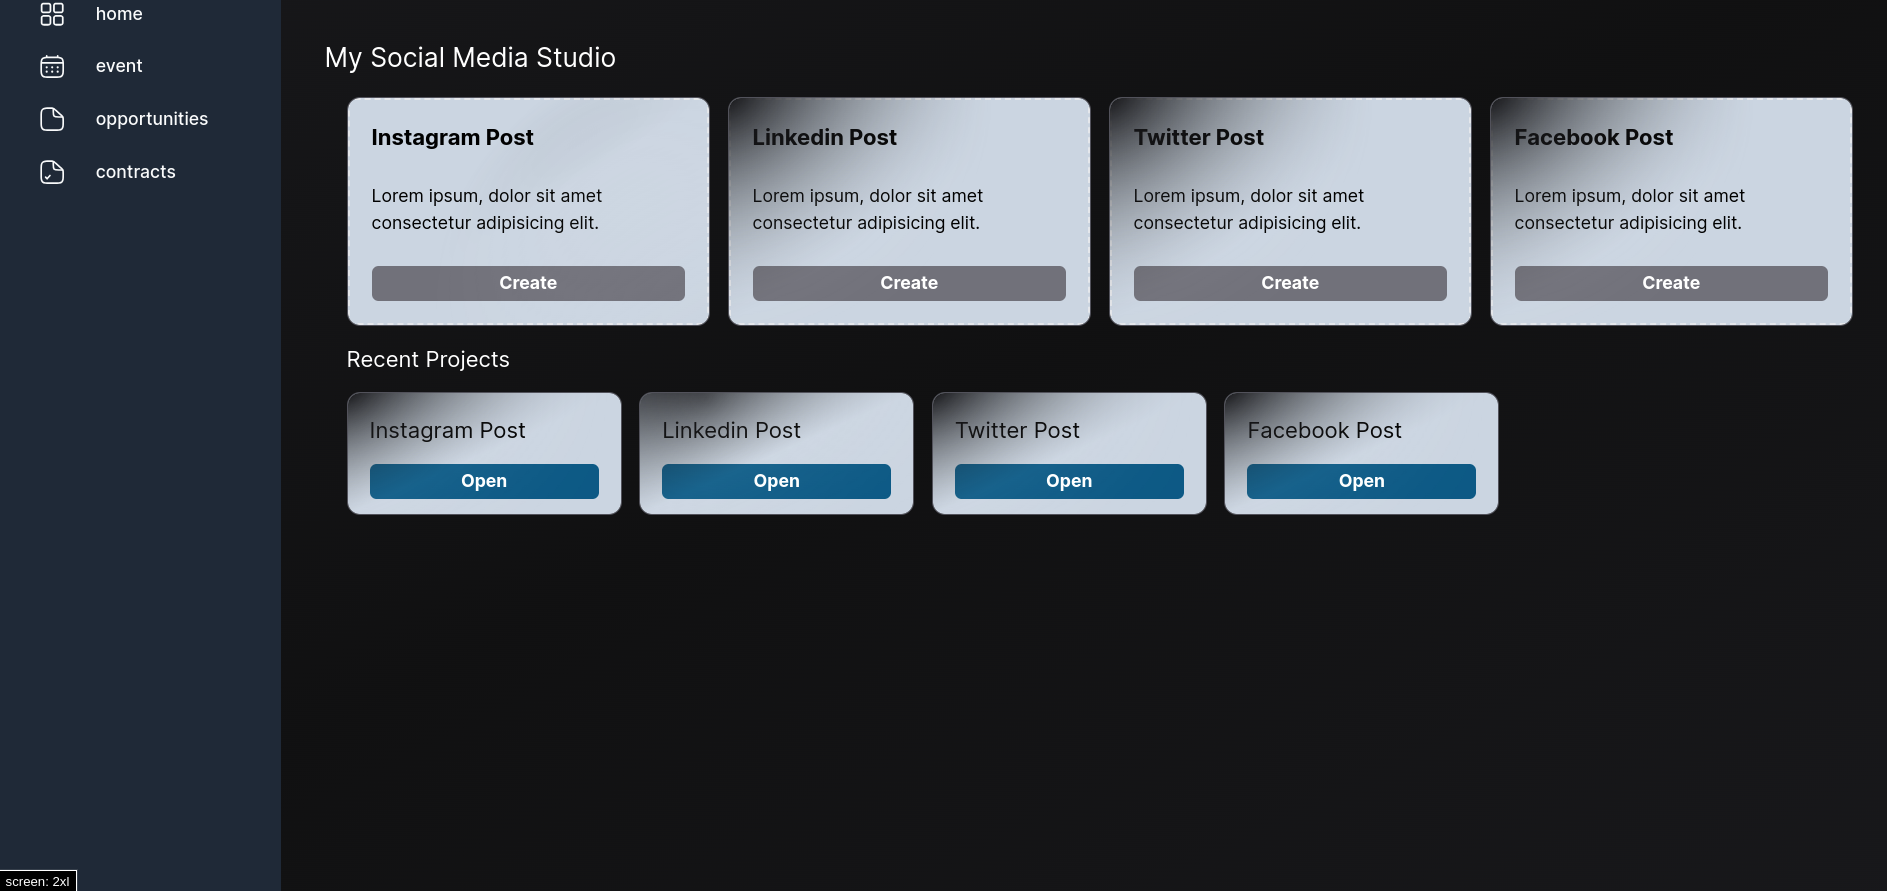 home
event
opportunities
contracts
My Social Media Studio
Instagram Post
Lorem ipsum, dolor sit amet
consectetur adipisicing elit.
Create
Linkedin Post
Lorem ipsum, dolor sit amet
consectetur adipisicing elit.
Create
Twitter Post
Lorem ipsum, dolor sit amet
consectetur adipisicing elit.
Create
Facebook Post
Lorem ipsum, dolor sit amet
consectetur adipisicing elit.
Create
Recent Projects
Instagram Post
Open
Linkedin Post
Open
Twitter Post
Open
Facebook Post
Open
screen: 2xl